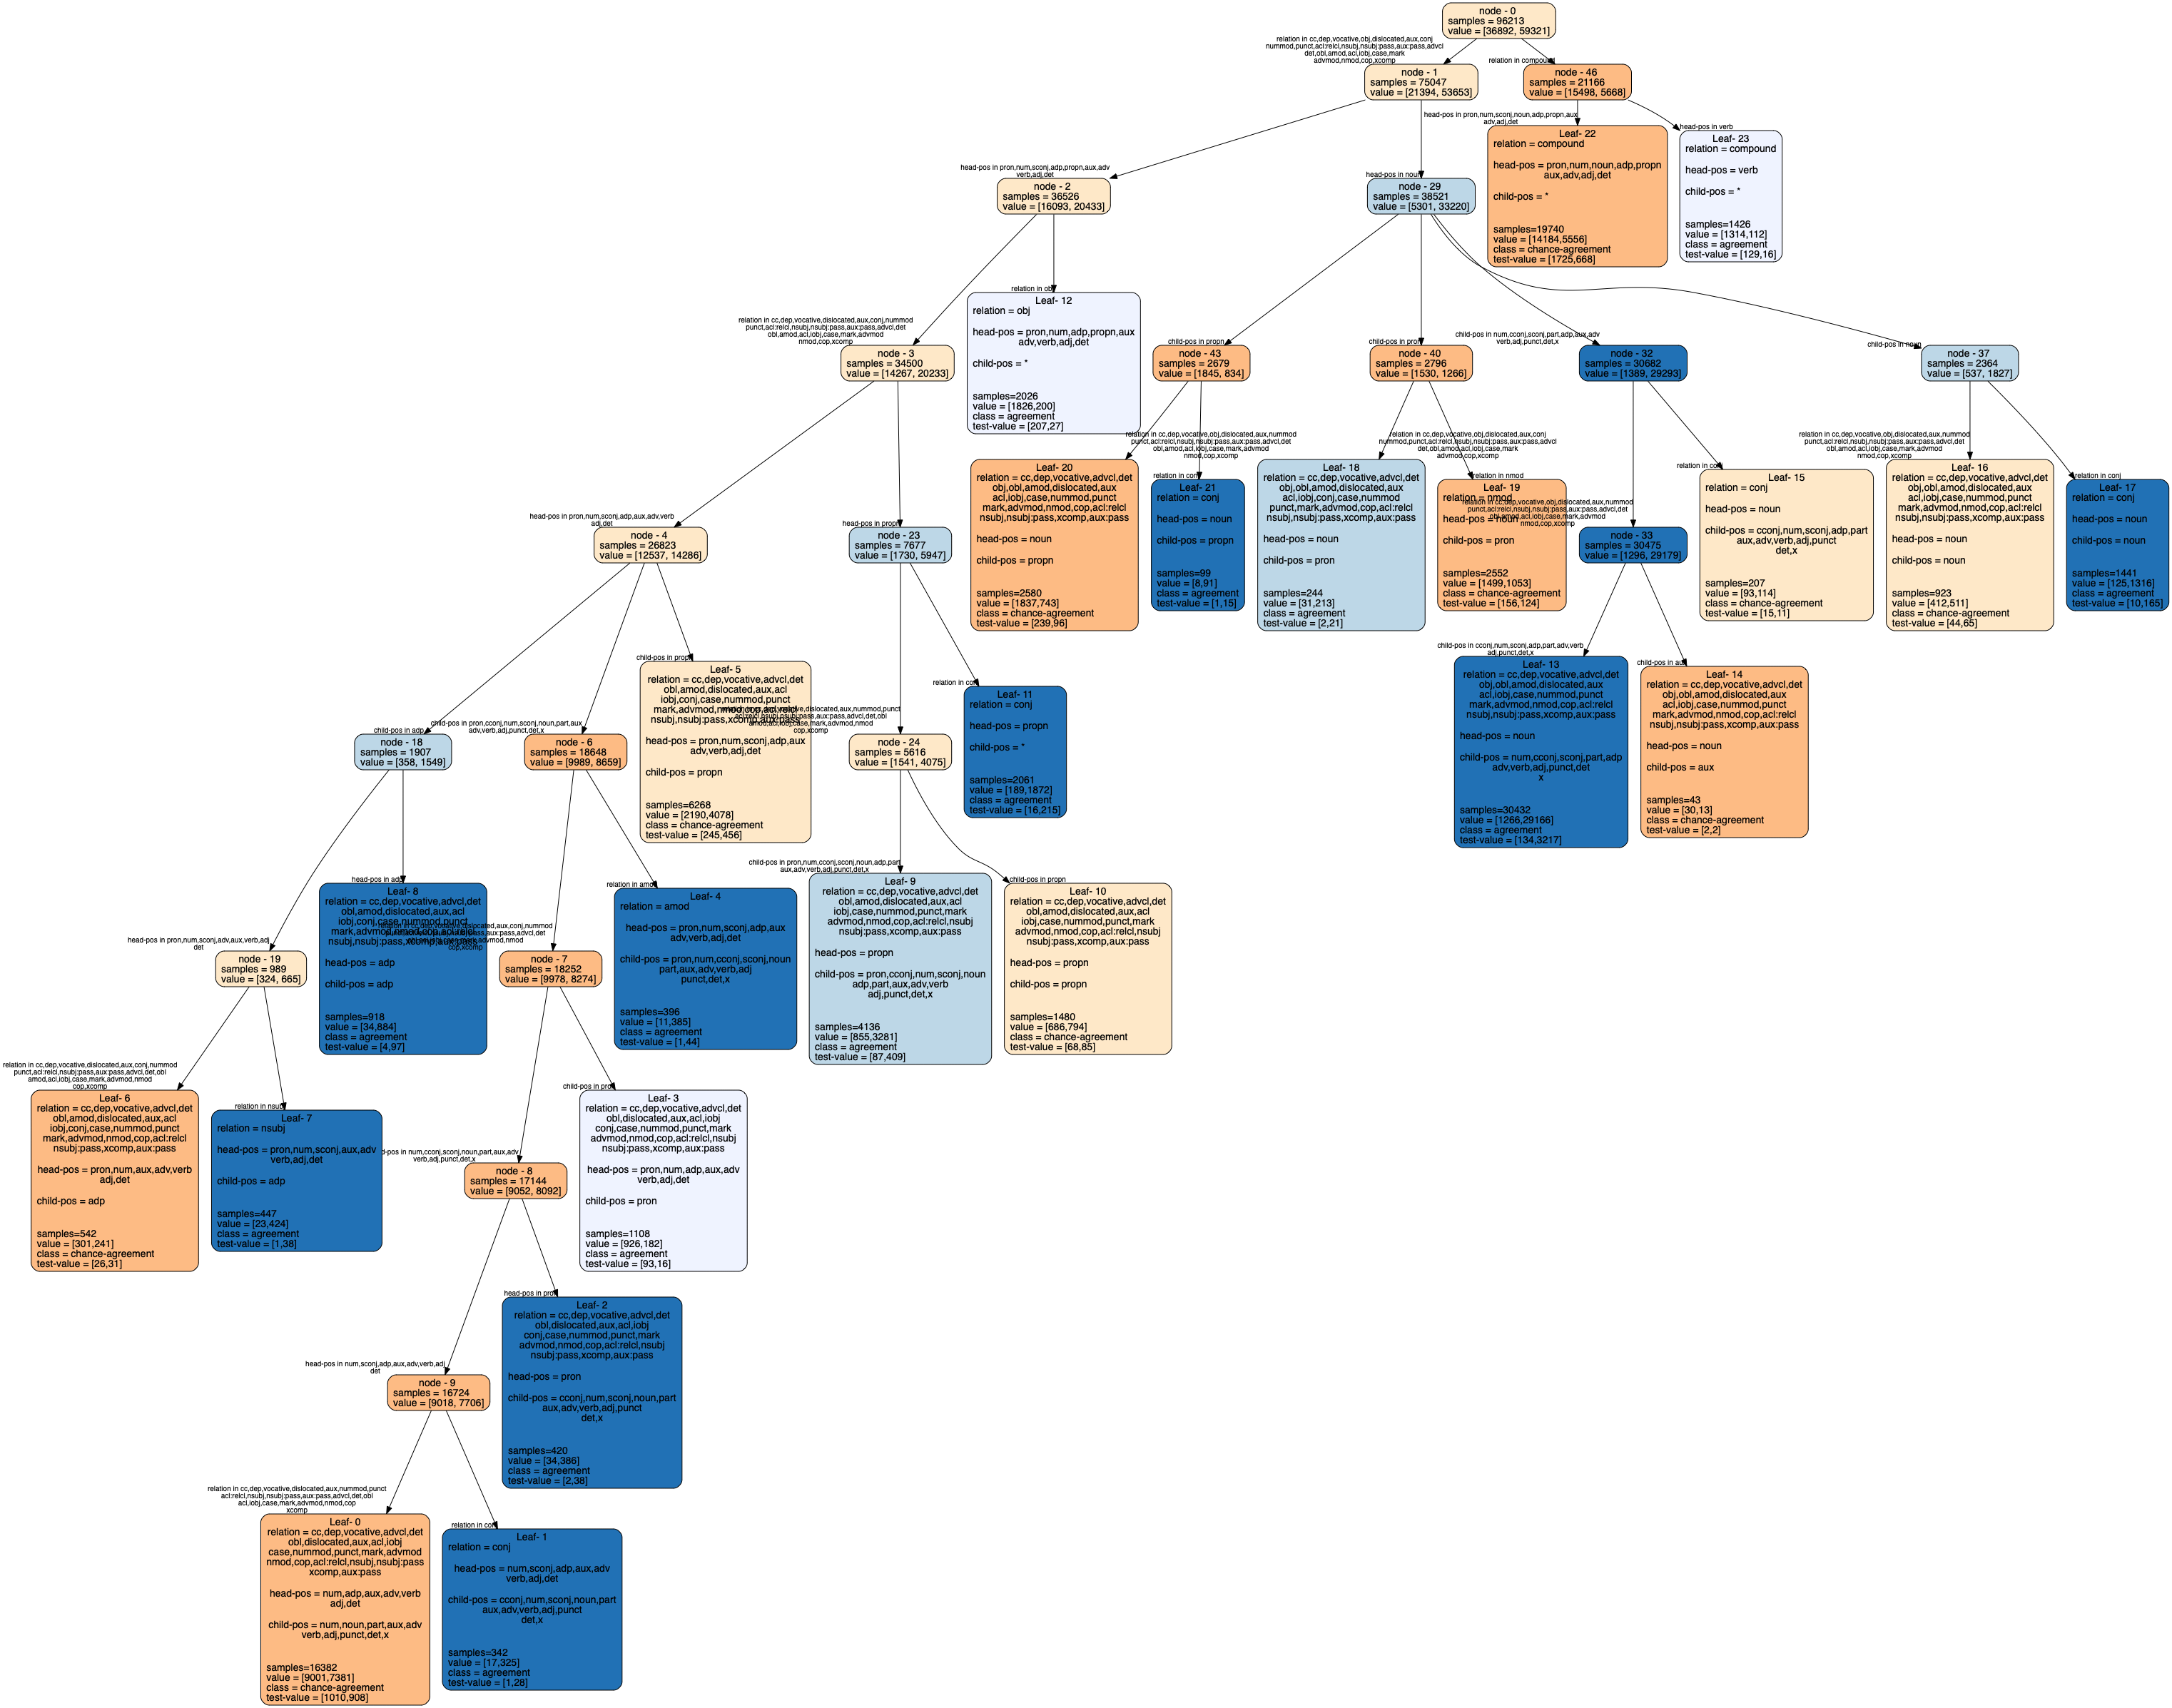 node - 0
samples = 96213
value = [36892, 59321]
relation in cc,dep,vocative,obj,dislocated,aux,conj
nummod,punct,acl:relcl,nsubj,nsubj:pass,aux:pass,advcl
det,obl,amod,acl,iobj,case,mark
advmod,nmod,cop,xcomp
node - 1
samples = 75047
value = [21394, 53653]
relation in compound
node - 46
samples = 21166
value = [15498, 5668]
head-pos in pron,num,sconj,noun,adp,propn,aux
adv,adj,det
Leaf- 22
relation = compound
head-pos = pron,num,noun,adp,propn
aux,adv,adj,det
child-pos = *
samples=19740
value = [14184,5556]
class = chance-agreement
test-value = [1725,668]
head-pos in verb
Leaf- 23
relation = compound
head-pos = verb
child-pos = *
samples=1426
value = [1314,112]
class = agreement
test-value = [129,16]
head-pos in pron,num,sconj,adp,propn,aux,adv
verb,adj,det
node - 2
samples = 36526
value = [16093, 20433]
head-pos in noun
node - 29
samples = 38521
value = [5301, 33220]
relation in obj
Leaf- 12
relation = obj
head-pos = pron,num,adp,propn,aux
adv,verb,adj,det
child-pos = *
samples=2026
value = [1826,200]
class = agreement
test-value = [207,27]
relation in cc,dep,vocative,dislocated,aux,conj,nummod
punct,acl:relcl,nsubj,nsubj:pass,aux:pass,advcl,det
obl,amod,acl,iobj,case,mark,advmod
nmod,cop,xcomp
node - 3
samples = 34500
value = [14267, 20233]
child-pos in propn
node - 43
samples = 2679
value = [1845, 834]
child-pos in pron
node - 40
samples = 2796
value = [1530, 1266]
child-pos in num,cconj,sconj,part,adp,aux,adv
verb,adj,punct,det,x
node - 32
samples = 30682
value = [1389, 29293]
child-pos in noun
node - 37
samples = 2364
value = [537, 1827]
relation in cc,dep,vocative,obj,dislocated,aux,nummod
punct,acl:relcl,nsubj,nsubj:pass,aux:pass,advcl,det
obl,amod,acl,iobj,case,mark,advmod
nmod,cop,xcomp
Leaf- 20
relation = cc,dep,vocative,advcl,det
obj,obl,amod,dislocated,aux
acl,iobj,case,nummod,punct
mark,advmod,nmod,cop,acl:relcl
nsubj,nsubj:pass,xcomp,aux:pass
head-pos = noun
child-pos = propn
samples=2580
value = [1837,743]
class = chance-agreement
test-value = [239,96]
relation in conj
Leaf- 21
relation = conj
head-pos = noun
child-pos = propn
samples=99
value = [8,91]
class = agreement
test-value = [1,15]
relation in cc,dep,vocative,obj,dislocated,aux,conj
nummod,punct,acl:relcl,nsubj,nsubj:pass,aux:pass,advcl
det,obl,amod,acl,iobj,case,mark
advmod,cop,xcomp
Leaf- 18
relation = cc,dep,vocative,advcl,det
obj,obl,amod,dislocated,aux
acl,iobj,conj,case,nummod
punct,mark,advmod,cop,acl:relcl
nsubj,nsubj:pass,xcomp,aux:pass
head-pos = noun
child-pos = pron
samples=244
value = [31,213]
class = agreement
test-value = [2,21]
relation in nmod
Leaf- 19
relation = nmod
head-pos = noun
child-pos = pron
samples=2552
value = [1499,1053]
class = chance-agreement
test-value = [156,124]
relation in cc,dep,vocative,obj,dislocated,aux,nummod
punct,acl:relcl,nsubj,nsubj:pass,aux:pass,advcl,det
obl,amod,acl,iobj,case,mark,advmod
nmod,cop,xcomp
node - 33
samples = 30475
value = [1296, 29179]
relation in conj
Leaf- 15
relation = conj
head-pos = noun
child-pos = cconj,num,sconj,adp,part
aux,adv,verb,adj,punct
det,x
samples=207
value = [93,114]
class = chance-agreement
test-value = [15,11]
relation in cc,dep,vocative,obj,dislocated,aux,nummod
punct,acl:relcl,nsubj,nsubj:pass,aux:pass,advcl,det
obl,amod,acl,iobj,case,mark,advmod
nmod,cop,xcomp
Leaf- 16
relation = cc,dep,vocative,advcl,det
obj,obl,amod,dislocated,aux
acl,iobj,case,nummod,punct
mark,advmod,nmod,cop,acl:relcl
nsubj,nsubj:pass,xcomp,aux:pass
head-pos = noun
child-pos = noun
samples=923
value = [412,511]
class = chance-agreement
test-value = [44,65]
relation in conj
Leaf- 17
relation = conj
head-pos = noun
child-pos = noun
samples=1441
value = [125,1316]
class = agreement
test-value = [10,165]
head-pos in pron,num,sconj,adp,aux,adv,verb
adj,det
node - 4
samples = 26823
value = [12537, 14286]
head-pos in propn
node - 23
samples = 7677
value = [1730, 5947]
child-pos in cconj,num,sconj,adp,part,adv,verb
adj,punct,det,x
Leaf- 13
relation = cc,dep,vocative,advcl,det
obj,obl,amod,dislocated,aux
acl,iobj,case,nummod,punct
mark,advmod,nmod,cop,acl:relcl
nsubj,nsubj:pass,xcomp,aux:pass
head-pos = noun
child-pos = num,cconj,sconj,part,adp
adv,verb,adj,punct,det
x
samples=30432
value = [1266,29166]
class = agreement
test-value = [134,3217]
child-pos in aux
Leaf- 14
relation = cc,dep,vocative,advcl,det
obj,obl,amod,dislocated,aux
acl,iobj,case,nummod,punct
mark,advmod,nmod,cop,acl:relcl
nsubj,nsubj:pass,xcomp,aux:pass
head-pos = noun
child-pos = aux
samples=43
value = [30,13]
class = chance-agreement
test-value = [2,2]
child-pos in adp
node - 18
samples = 1907
value = [358, 1549]
child-pos in pron,cconj,num,sconj,noun,part,aux
adv,verb,adj,punct,det,x
node - 6
samples = 18648
value = [9989, 8659]
child-pos in propn
Leaf- 5
relation = cc,dep,vocative,advcl,det
obl,amod,dislocated,aux,acl
iobj,conj,case,nummod,punct
mark,advmod,nmod,cop,acl:relcl
nsubj,nsubj:pass,xcomp,aux:pass
head-pos = pron,num,sconj,adp,aux
adv,verb,adj,det
child-pos = propn
samples=6268
value = [2190,4078]
class = chance-agreement
test-value = [245,456]
relation in cc,dep,vocative,dislocated,aux,nummod,punct
acl:relcl,nsubj,nsubj:pass,aux:pass,advcl,det,obl
amod,acl,iobj,case,mark,advmod,nmod
cop,xcomp
node - 24
samples = 5616
value = [1541, 4075]
relation in conj
Leaf- 11
relation = conj
head-pos = propn
child-pos = *
samples=2061
value = [189,1872]
class = agreement
test-value = [16,215]
head-pos in pron,num,sconj,adv,aux,verb,adj
det
node - 19
samples = 989
value = [324, 665]
head-pos in adp
Leaf- 8
relation = cc,dep,vocative,advcl,det
obl,amod,dislocated,aux,acl
iobj,conj,case,nummod,punct
mark,advmod,nmod,cop,acl:relcl
nsubj,nsubj:pass,xcomp,aux:pass
head-pos = adp
child-pos = adp
samples=918
value = [34,884]
class = agreement
test-value = [4,97]
relation in cc,dep,vocative,dislocated,aux,conj,nummod
punct,acl:relcl,nsubj,nsubj:pass,aux:pass,advcl,det
cop,xcomp
node - 7
samples = 18252
value = [9978, 8274]
relation in amod
Leaf- 4
relation = amod
head-pos = pron,num,sconj,adp,aux
adv,verb,adj,det
child-pos = pron,num,cconj,sconj,noun
part,aux,adv,verb,adj
punct,det,x
samples=396
value = [11,385]
class = agreement
test-value = [1,44]
child-pos in pron,num,cconj,sconj,noun,adp,part
aux,adv,verb,adj,punct,det,x
Leaf- 9
relation = cc,dep,vocative,advcl,det
obl,amod,dislocated,aux,acl
iobj,case,nummod,punct,mark
advmod,nmod,cop,acl:relcl,nsubj
nsubj:pass,xcomp,aux:pass
head-pos = propn
child-pos = pron,cconj,num,sconj,noun
adp,part,aux,adv,verb
adj,punct,det,x
samples=4136
value = [855,3281]
class = agreement
test-value = [87,409]
child-pos in propn
Leaf- 10
relation = cc,dep,vocative,advcl,det
obl,amod,dislocated,aux,acl
iobj,case,nummod,punct,mark
advmod,nmod,cop,acl:relcl,nsubj
nsubj:pass,xcomp,aux:pass
head-pos = propn
child-pos = propn
samples=1480
value = [686,794]
class = chance-agreement
test-value = [68,85]
relation in cc,dep,vocative,dislocated,aux,conj,nummod
punct,acl:relcl,nsubj:pass,aux:pass,advcl,det,obl
amod,acl,iobj,case,mark,advmod,nmod
cop,xcomp
Leaf- 6
relation = cc,dep,vocative,advcl,det
obl,amod,dislocated,aux,acl
iobj,conj,case,nummod,punct
mark,advmod,nmod,cop,acl:relcl
nsubj:pass,xcomp,aux:pass
head-pos = pron,num,aux,adv,verb
adj,det
child-pos = adp
samples=542
value = [301,241]
class = chance-agreement
test-value = [26,31]
relation in nsubj
Leaf- 7
relation = nsubj
head-pos = pron,num,sconj,aux,adv
verb,adj,det
child-pos = adp
samples=447
value = [23,424]
class = agreement
test-value = [1,38]
in num,cconj,sconj,noun,part,aux,adv
verb,adj,punct,det,x
node - 8
samples = 17144
value = [9052, 8092]
child-pos in pron
Leaf- 3
relation = cc,dep,vocative,advcl,det
obl,dislocated,aux,acl,iobj
conj,case,nummod,punct,mark
advmod,nmod,cop,acl:relcl,nsubj
nsubj:pass,xcomp,aux:pass
head-pos = pron,num,adp,aux,adv
verb,adj,det
child-pos = pron
samples=1108
value = [926,182]
class = agreement
test-value = [93,16]
head-pos in num,sconj,adp,aux,adv,verb,adj
det
node - 9
samples = 16724
value = [9018, 7706]
head-pos in pron
Leaf- 2
relation = cc,dep,vocative,advcl,det
obl,dislocated,aux,acl,iobj
conj,case,nummod,punct,mark
advmod,nmod,cop,acl:relcl,nsubj
nsubj:pass,xcomp,aux:pass
head-pos = pron
child-pos = cconj,num,sconj,noun,part
aux,adv,verb,adj,punct
det,x
samples=420
value = [34,386]
class = agreement
test-value = [2,38]
relation in cc,dep,vocative,dislocated,aux,nummod,punct
acl:relcl,nsubj,nsubj:pass,aux:pass,advcl,det,obl
acl,iobj,case,mark,advmod,nmod,cop
xcomp
Leaf- 0
relation = cc,dep,vocative,advcl,det
obl,dislocated,aux,acl,iobj
case,nummod,punct,mark,advmod
nmod,cop,acl:relcl,nsubj,nsubj:pass
xcomp,aux:pass
head-pos = num,adp,aux,adv,verb
adj,det
child-pos = num,noun,part,aux,adv
verb,adj,punct,det,x
samples=16382
value = [9001,7381]
class = chance-agreement
test-value = [1010,908]
relation in conj
Leaf- 1
relation = conj
head-pos = num,sconj,adp,aux,adv
verb,adj,det
child-pos = cconj,num,sconj,noun,part
aux,adv,verb,adj,punct
det,x
samples=342
value = [17,325]
class = agreement
test-value = [1,28]